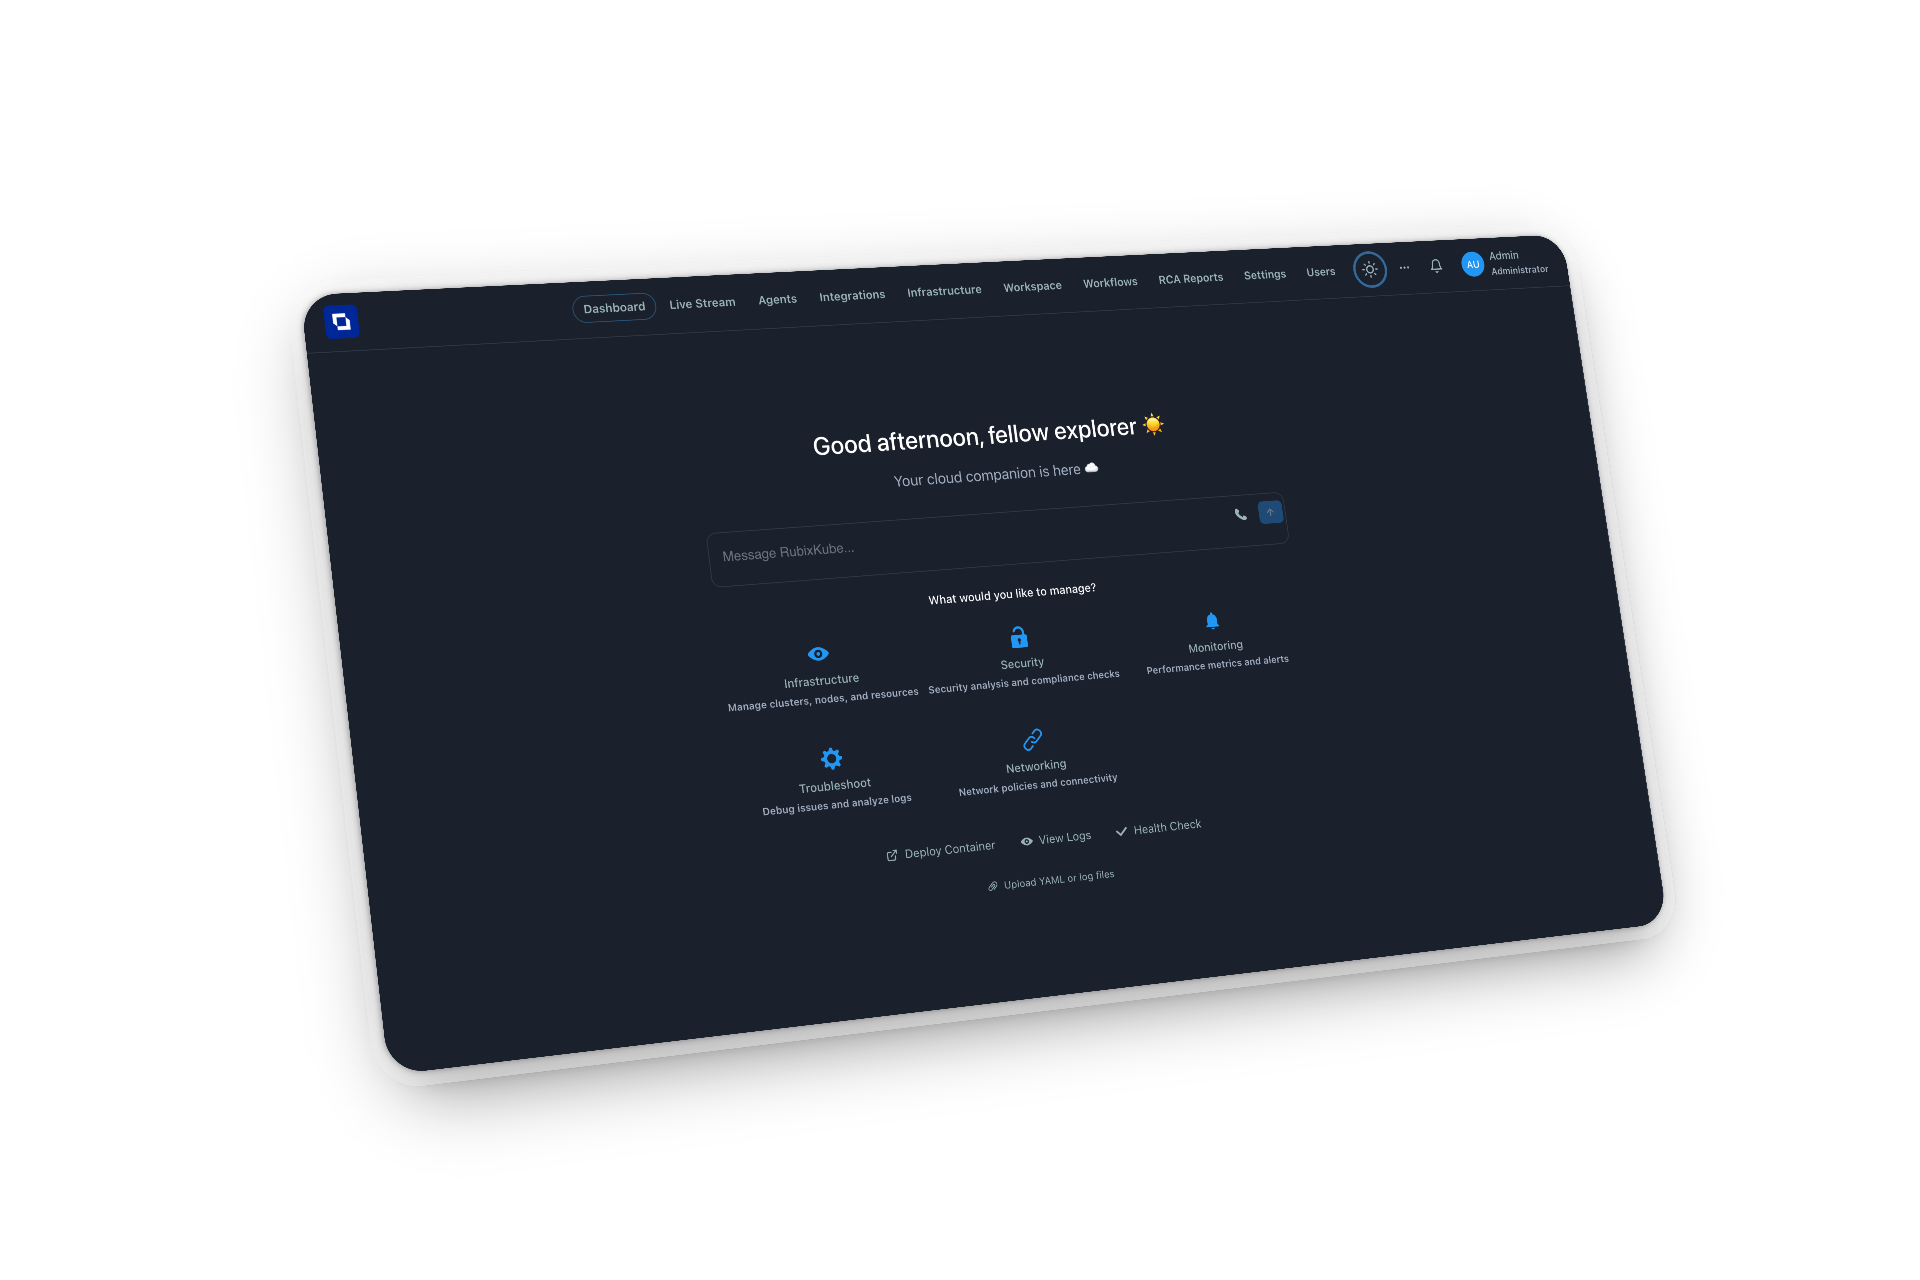 Dashboard Live Stream Agents Integrations Infrastructure Workspace Workflows RCA Reports Settings Users
AU Admin
Administrator
Good afternoon, fellow explorer ☀️
Your cloud companion is here ☁️
Message RubixKube...
What would you like to manage?
Infrastructure
Manage clusters, nodes, and resources
Security
Security analysis and compliance checks
Monitoring
Performance metrics and alerts
Troubleshoot
Debug issues and analyze logs
Networking
Network policies and connectivity
Deploy Container View Logs Health Check
Upload YAML or log files